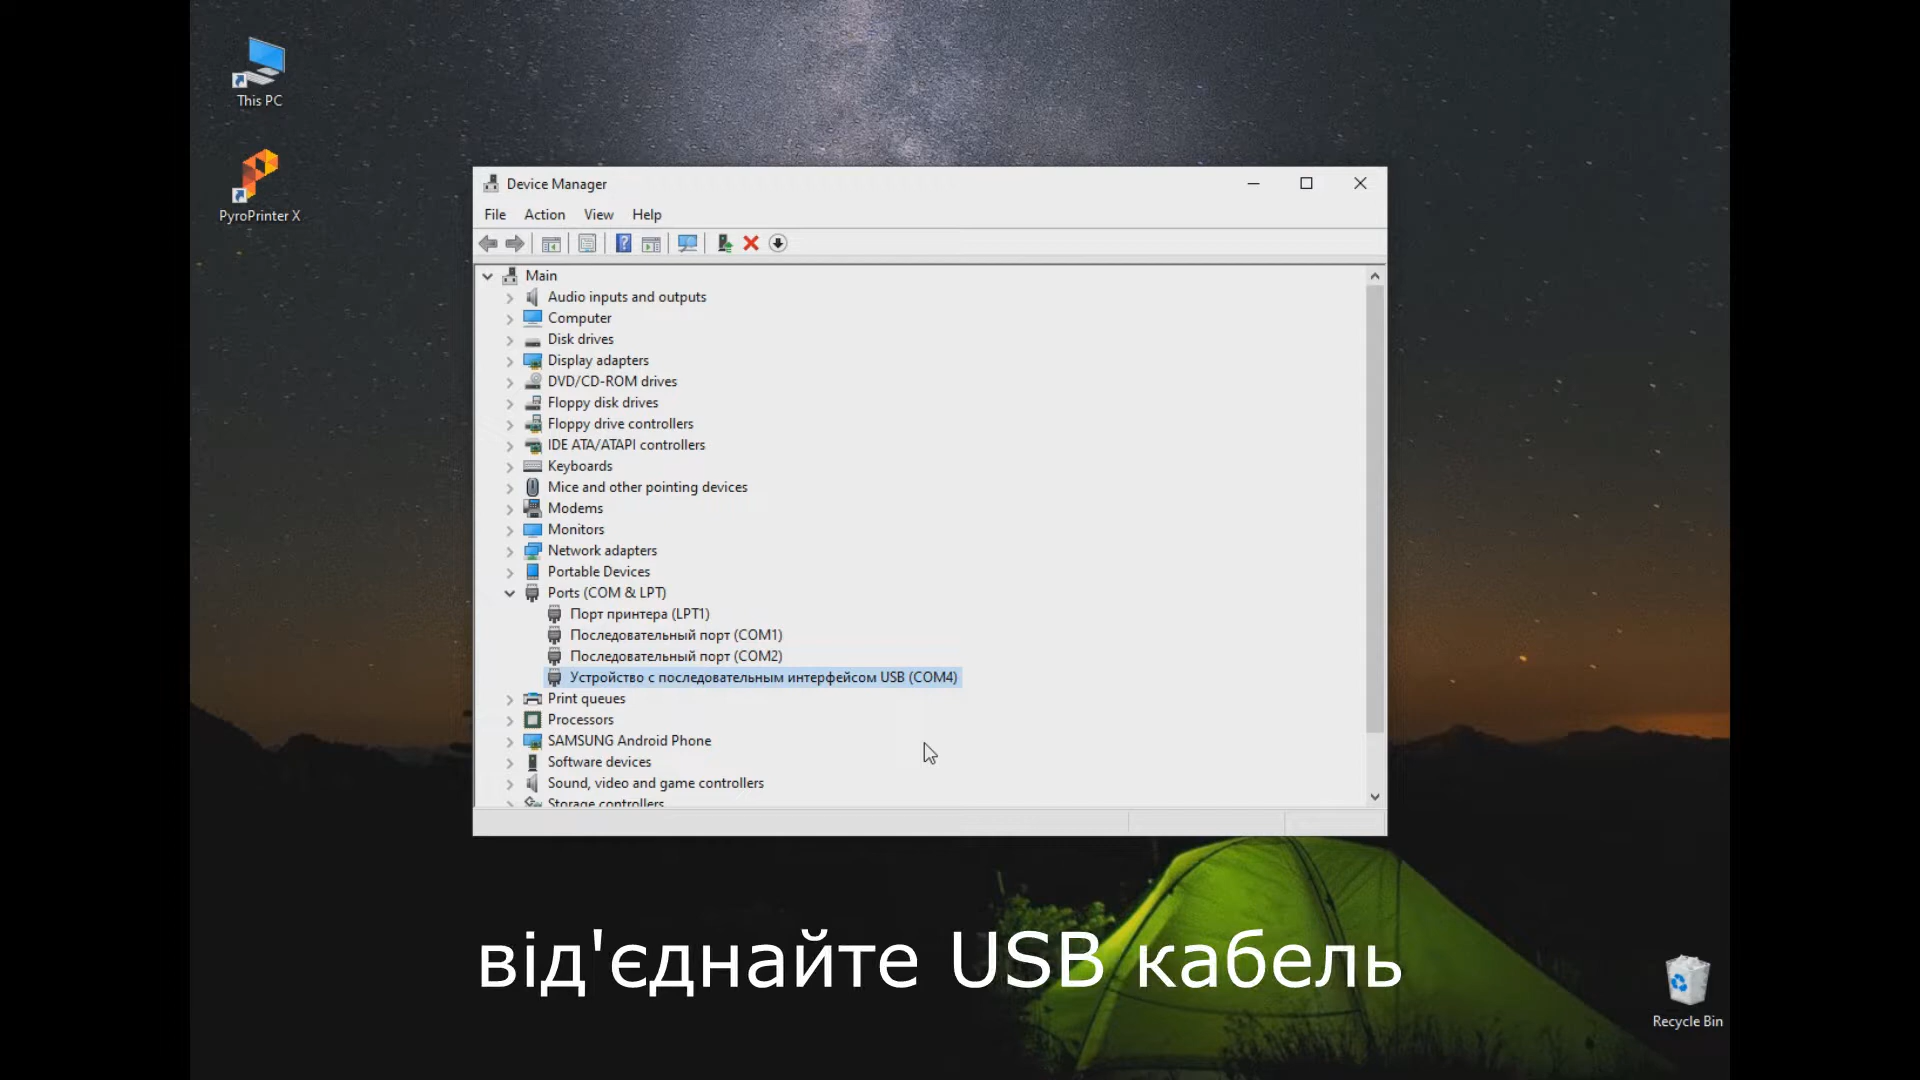 This PC
PyroPrinter X
Device Manager
File Action View Help
Main
Audio inputs and outputs
Computer
Disk drives
Display adapters
DVD/CD-ROM drives
Floppy disk drives
Floppy drive controllers
IDE ATA/ATAPI controllers
Keyboards
Mice and other pointing devices
Modems
Monitors
Network adapters
Portable Devices
Ports (COM & LPT)
Порт принтера (LPT1)
Последовательный порт (COM1)
Последовательный порт (COM2)
Устройство с последовательным интерфейсом USB (COM4)
Print queues
Processors
SAMSUNG Android Phone
Software devices
Sound, video and game controllers
Storage controllers
від'єднайте USB кабель
Recycle Bin